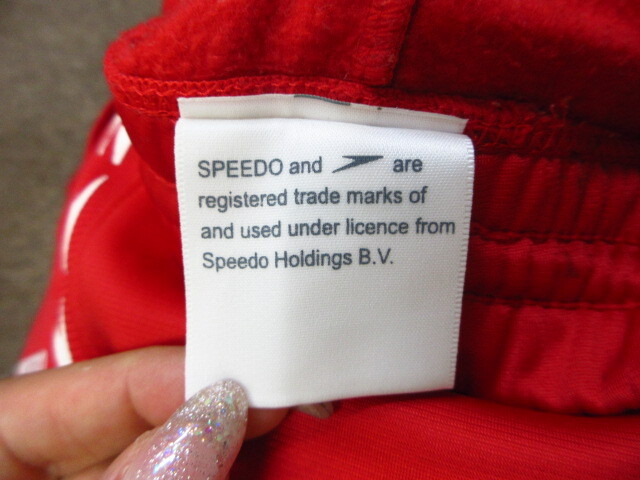 SPEEDO and are
registered trade marks of
and used under licence from
Speedo Holdings B.V.